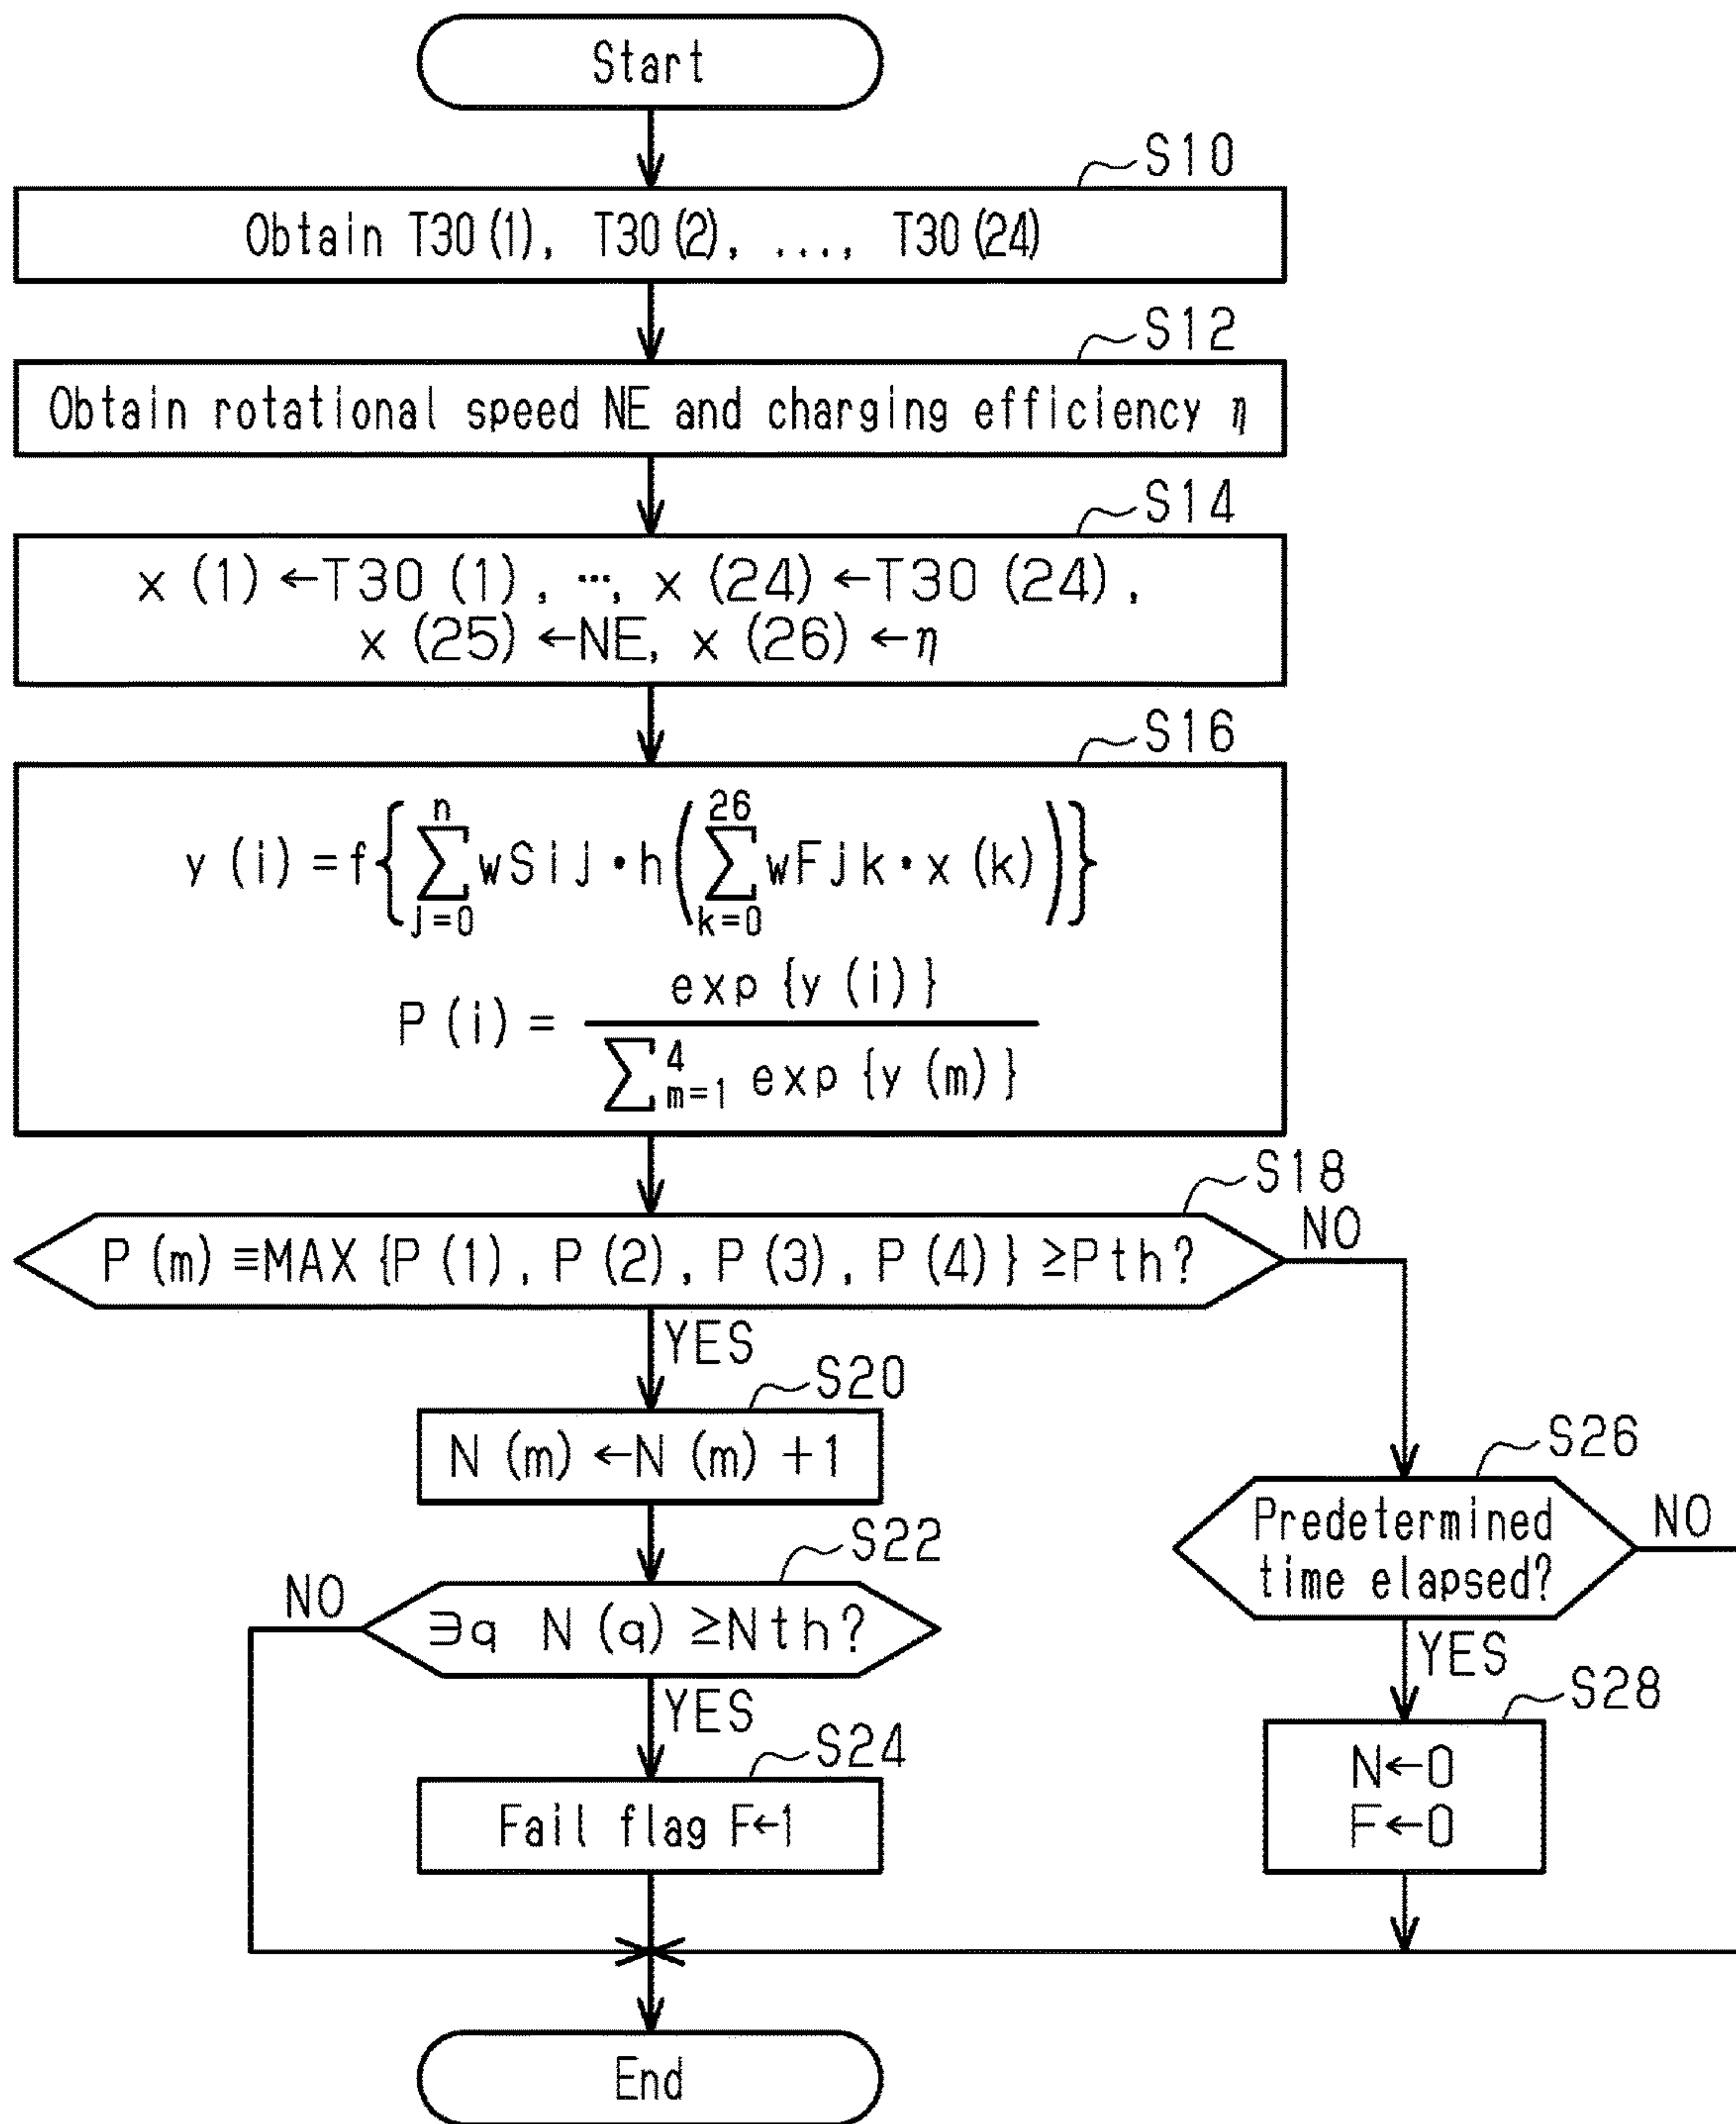 Start
S10
Obtain T30(1), T30(2), ..., T30(24)
S12
Obtain rotational speed NE and charging efficiency η
S14
x(1)←T30(1), …, x(24)←T30(24),
x(25)←NE, x(26)←η
S16
y(i)=f{∑_{j=0}^{n} wSij・h(∑_{k=0}^{26} wFjk・x(k))}
P(i)= exp{y(i)} / ∑_{m=1}^{4} exp{y(m)}
S18
P(m)≡MAX{P(1), P(2), P(3), P(4)}≥Pth?
NO
YES
S20
N(m)←N(m)+1
S26
Predetermined
time elapsed?
NO
S22
NO
∃q N(q)≥Nth?
YES
YES
S28
N←0
F←0
S24
Fail flag F←1
End